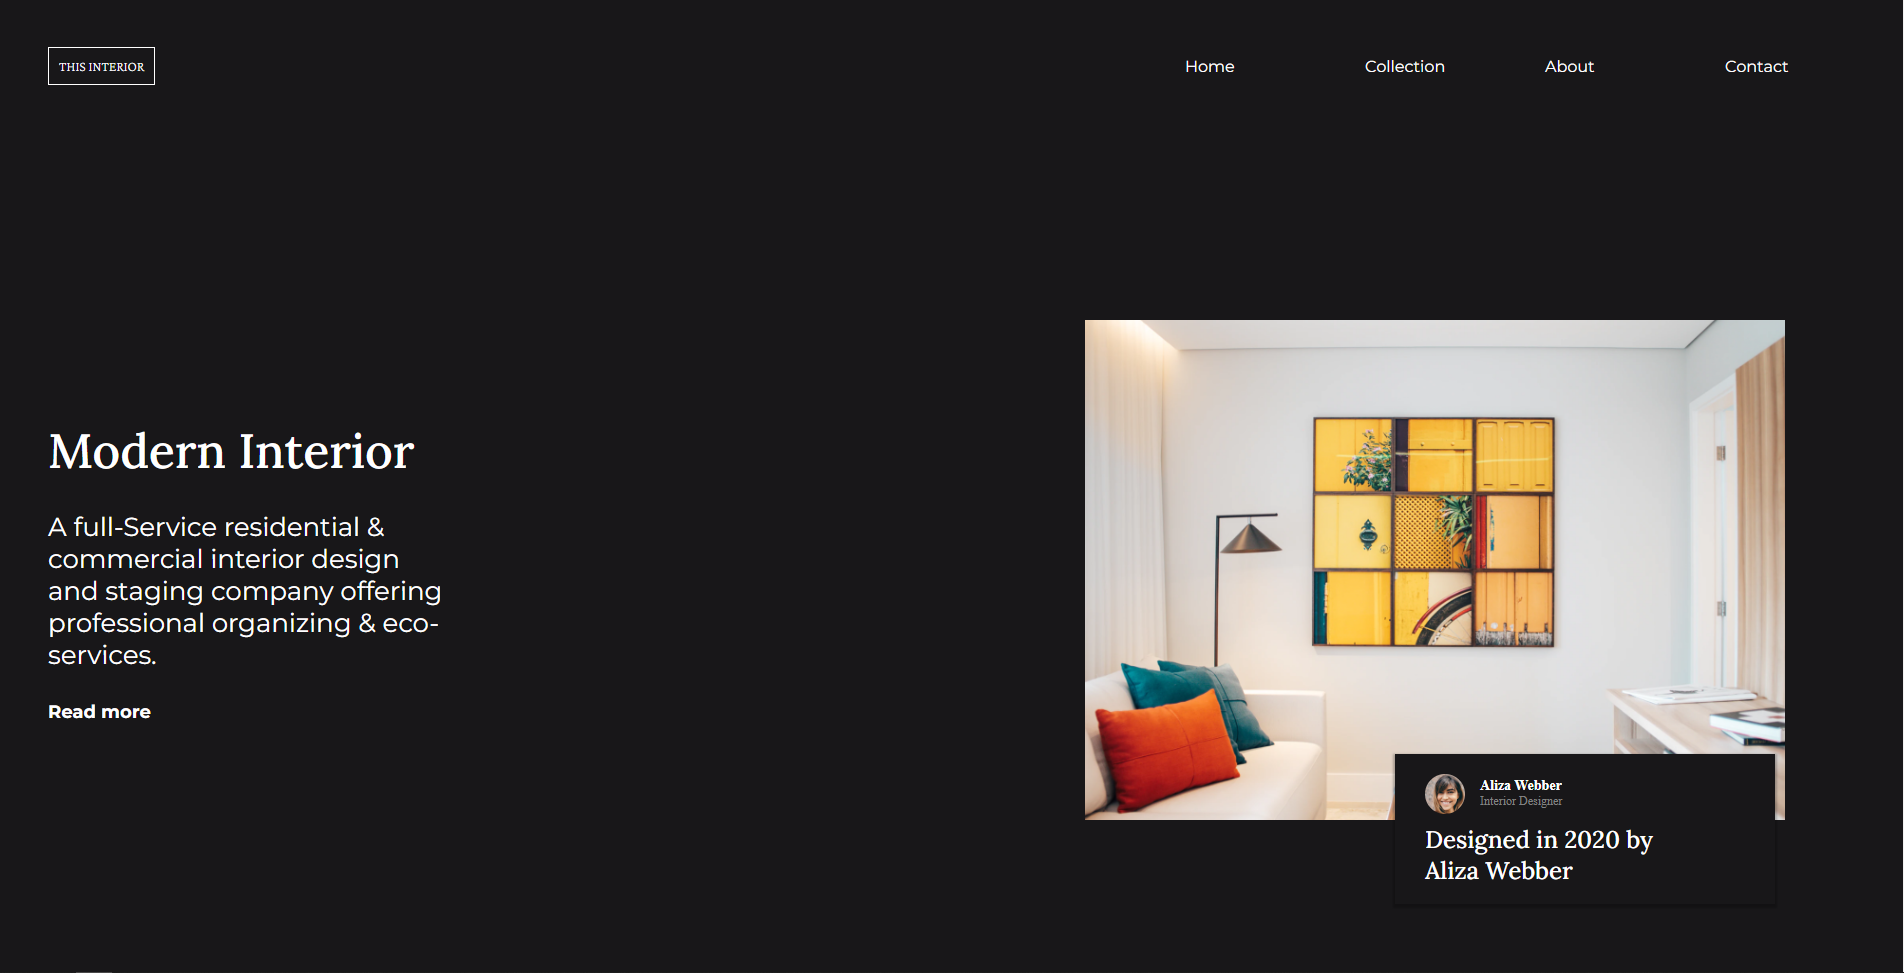 THIS INTERIOR
Home
Collection
About
Contact
Modern Interior
A full-Service residential &
commercial interior design
and staging company offering
professional organizing & eco-
services.
Read more
Aliza Webber
Interior Designer
Designed in 2020 by
Aliza Webber